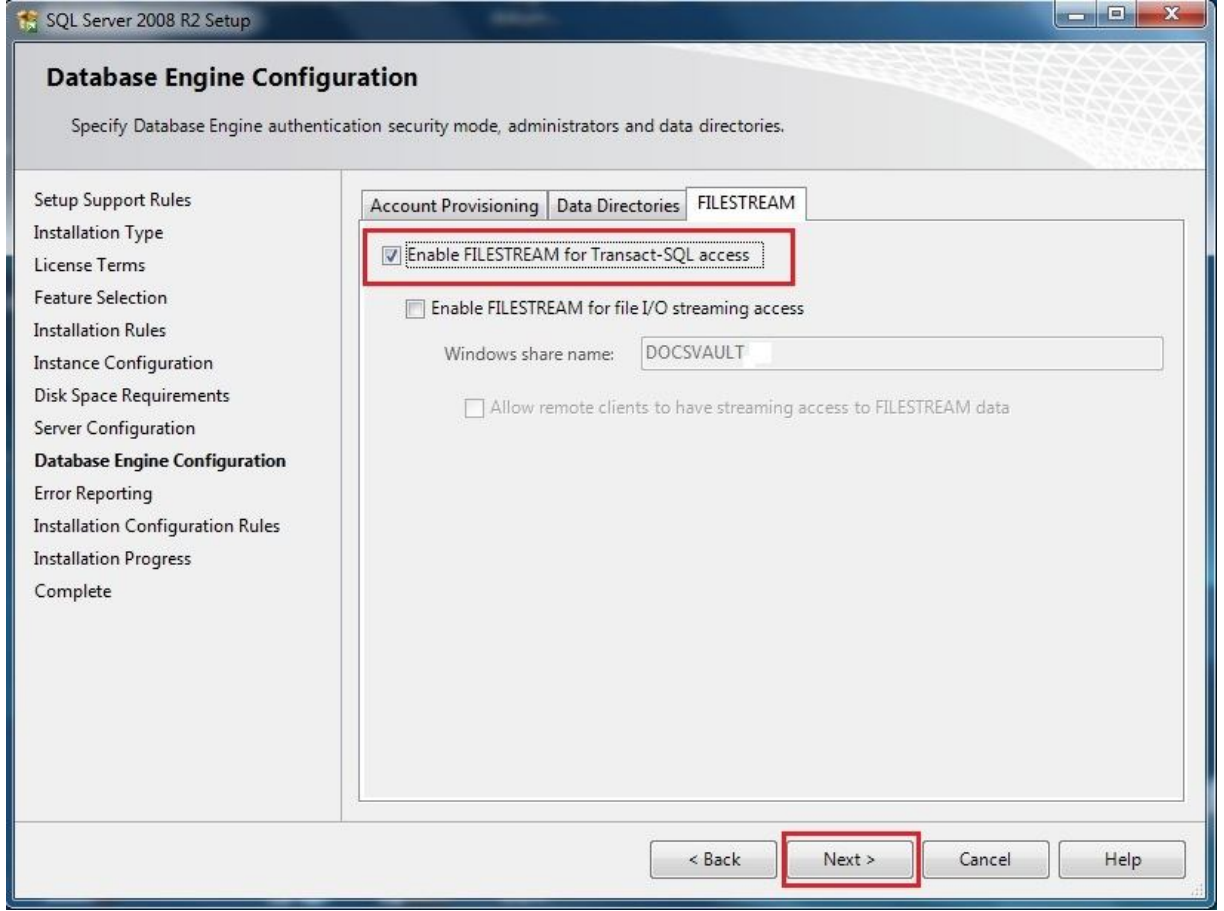 SQL Server 2008 R2 Setup
Database Engine Configuration
Specify Database Engine authentication security mode, administrators and data directories.
Setup Support Rules
Installation Type
License Terms
Feature Selection
Installation Rules
Instance Configuration
Disk Space Requirements
Server Configuration
Database Engine Configuration
Error Reporting
Installation Configuration Rules
Installation Progress
Complete
Account Provisioning Data Directories FILESTREAM
Enable FILESTREAM for Transact-SQL access
Enable FILESTREAM for file I/O streaming access
Windows share name: DOCSVAULT
Allow remote clients to have streaming access to FILESTREAM data
< Back Next > Cancel Help